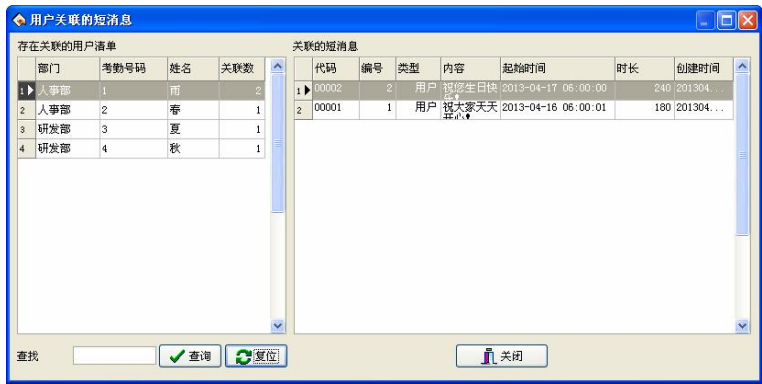 用户关联的短消息
存在关联的用户清单
部门 考勤号码 姓名 关联数
1 人事部 1 雨 2
2 人事部 2 春 1
3 研发部 3 夏 1
4 研发部 4 秋 1
关联的短消息
代码 编号 类型 内容 起始时间 时长 创建时间
1 00002 2 用户 祝您生日快乐! 2013-04-17 06:00:00 240 201304...
2 00001 1 用户 祝大家天天开心! 2013-04-16 06:00:01 180 201304...
查找 查询 复位 关闭